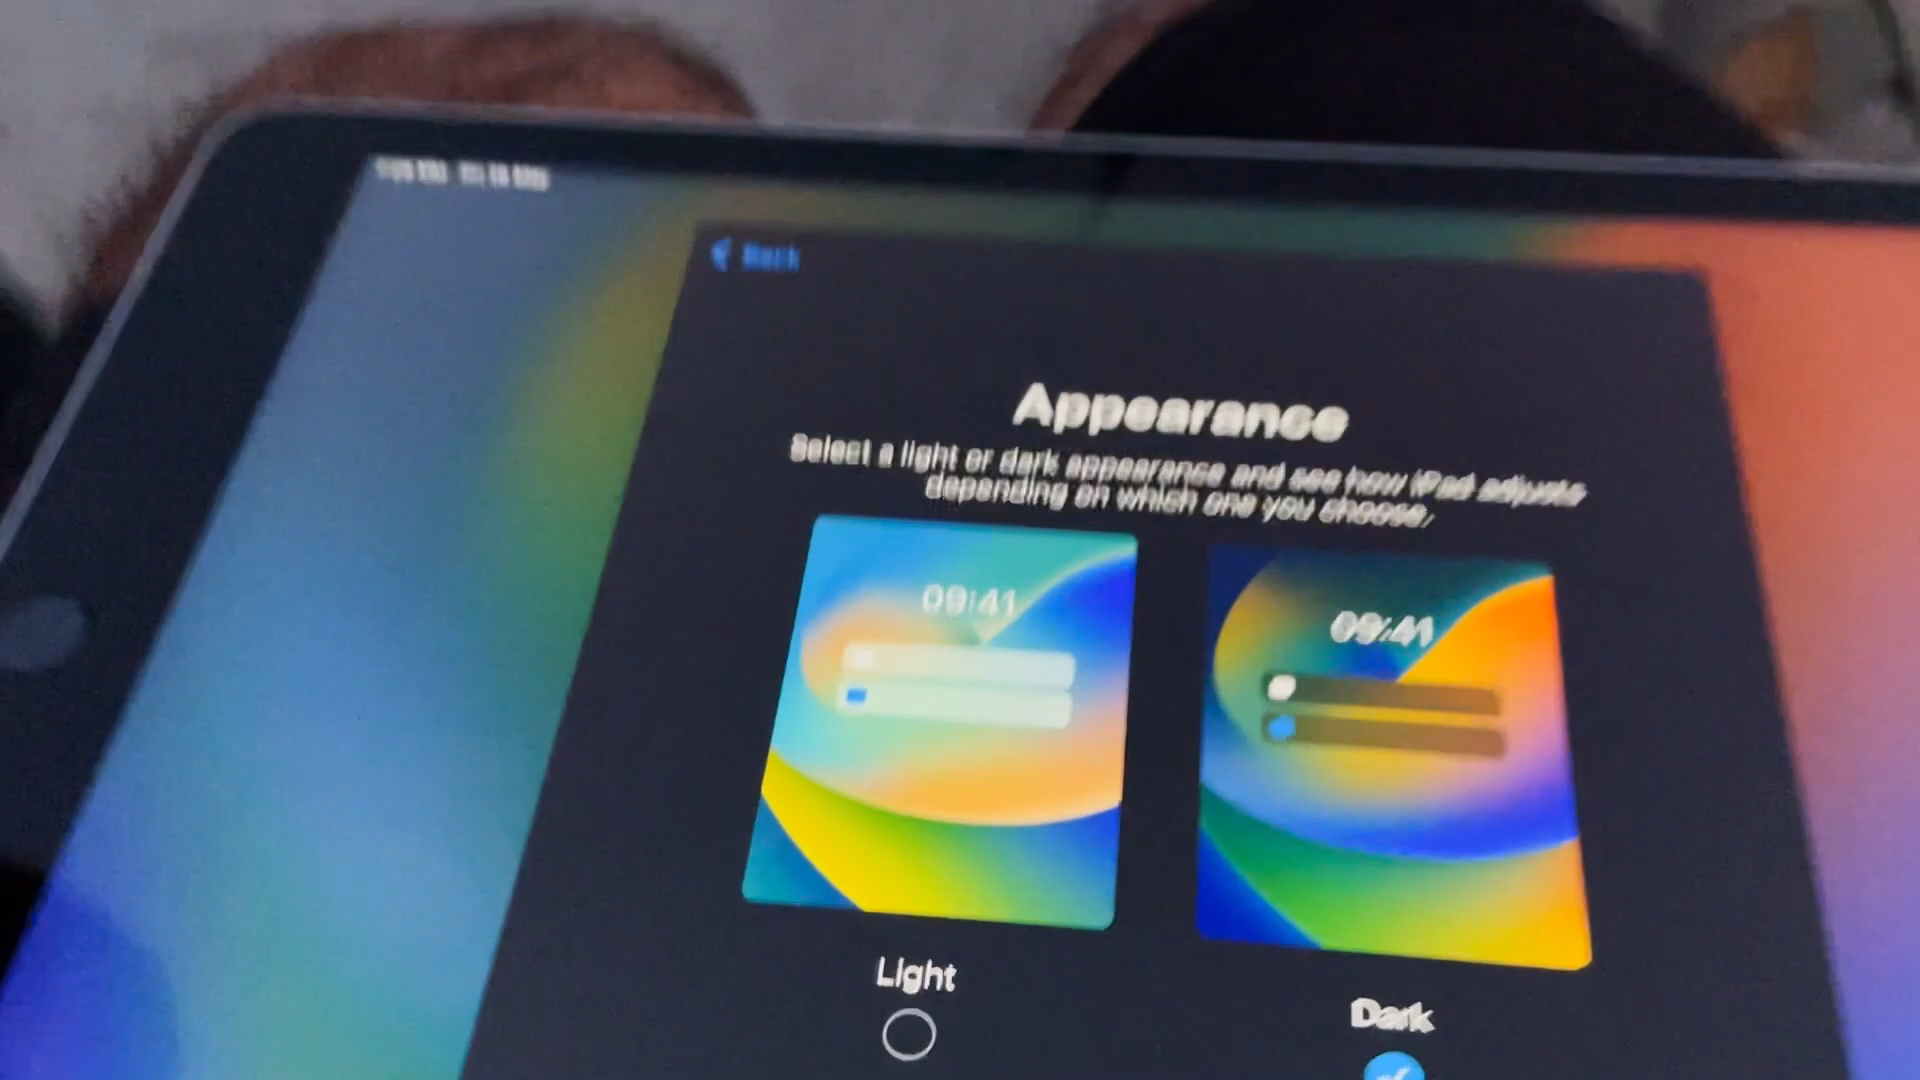 Back
Appearance
Select a light or dark appearance and see how iPad adjusts
depending on which one you choose.
09:41
09:41
Light
Dark